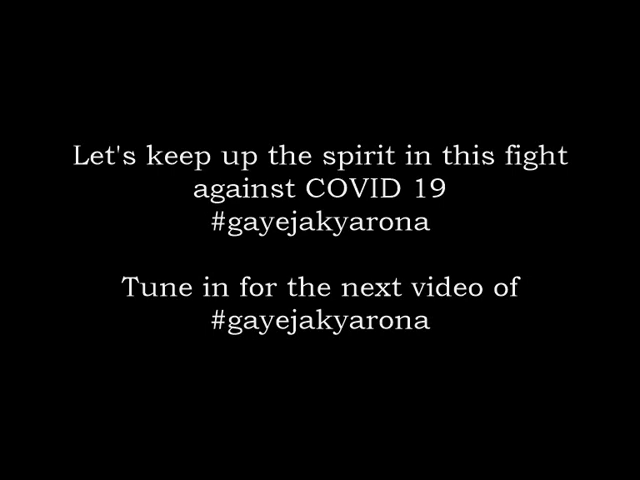 Let's keep up the spirit in this fight
against COVID 19
#gayejakyarona
Tune in for the next video of
#gayejakyarona